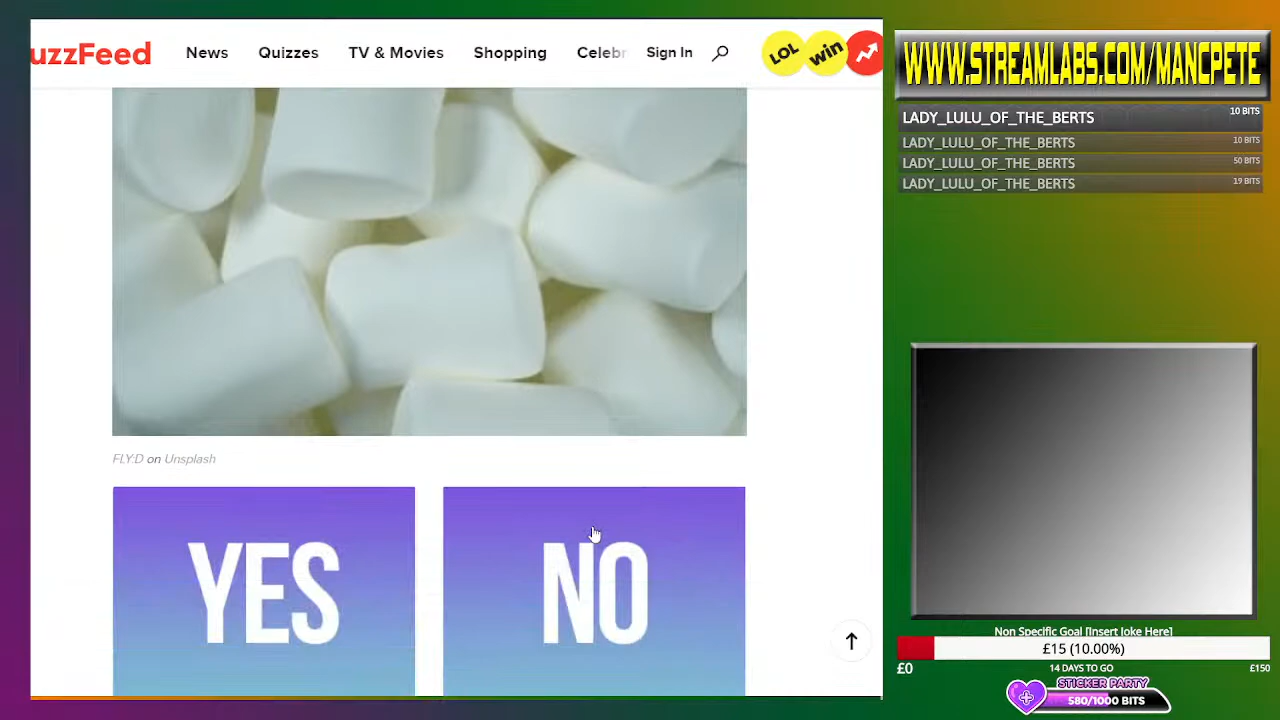 uzzFeed
News Quizzes TV & Movies Shopping Celebr Sign In
LOL win
FLY:D on Unsplash
YES NO
WWW.STREAMLABS.COM/MANCPETE
LADY_LULU_OF_THE_BERTS 10 BITS
LADY_LULU_OF_THE_BERTS 10 BITS
LADY_LULU_OF_THE_BERTS 50 BITS
LADY_LULU_OF_THE_BERTS 19 BITS
Non Specific Goal [Insert Joke Here]
£15 (10.00%)
£0 14 DAYS TO GO £150
STICKER PARTY
580/1000 BITS